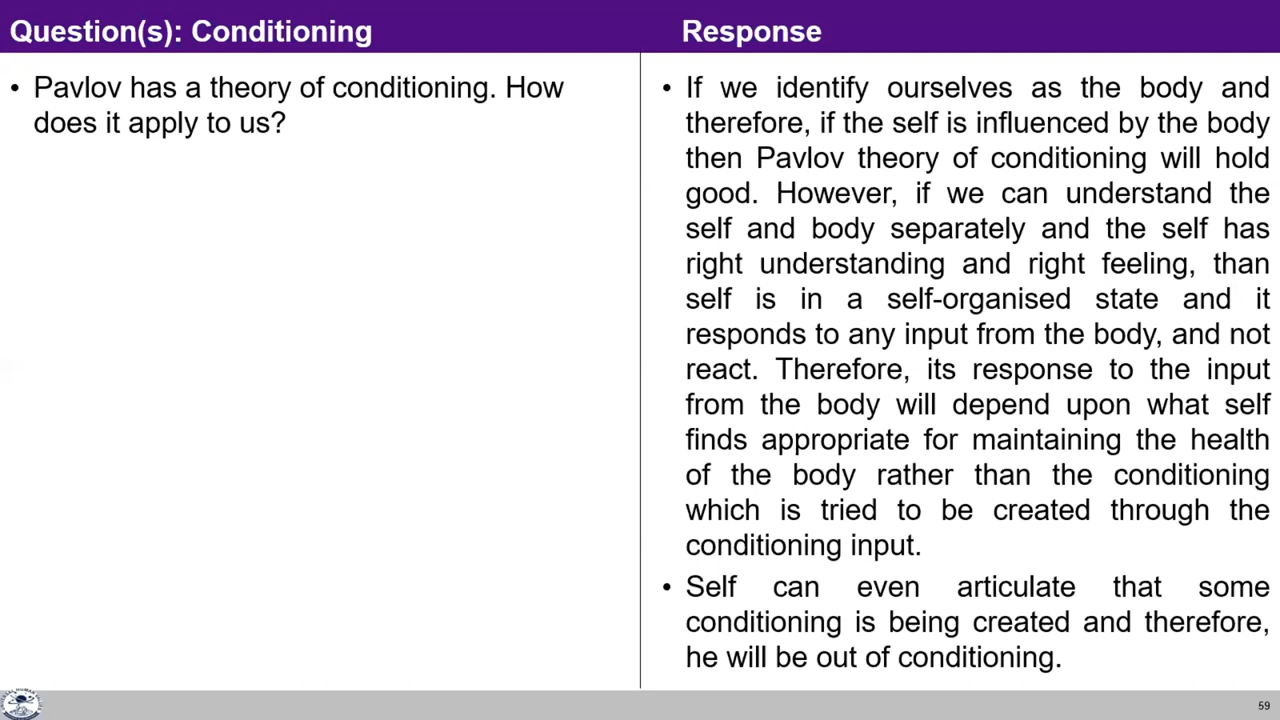 Question(s): Conditioning
Response
• Pavlov has a theory of conditioning. How
does it apply to us?
• If we identify ourselves as the body and
therefore, if the self is influenced by the body
then Pavlov theory of conditioning will hold
good. However, if we can understand the
self and body separately and the self has
right understanding and right feeling, than
self is in a self-organised state and it
responds to any input from the body, and not
react. Therefore, its response to the input
from the body will depend upon what self
finds appropriate for maintaining the health
of the body rather than the conditioning
which is tried to be created through the
conditioning input.
• Self can even articulate that some
conditioning is being created and therefore,
he will be out of conditioning.
59